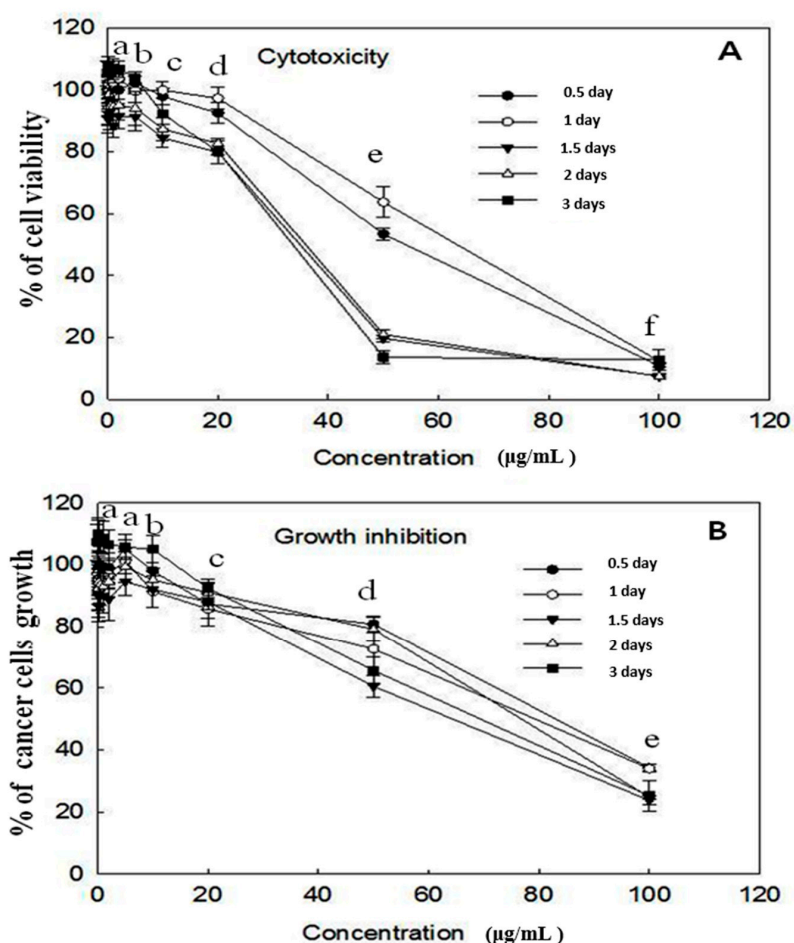 120
100
80
60
40
20
0
% of cell viability
a b c d e f
Cytotoxicity
A
0.5 day
1 day
1.5 days
2 days
3 days
0 20 40 60 80 100 120
Concentration (µg/mL )
120
100
80
60
40
20
0
% of cancer cells growth
a a b c d e
Growth inhibition
B
0.5 day
1 day
1.5 days
2 days
3 days
0 20 40 60 80 100 120
Concentration (µg/mL )